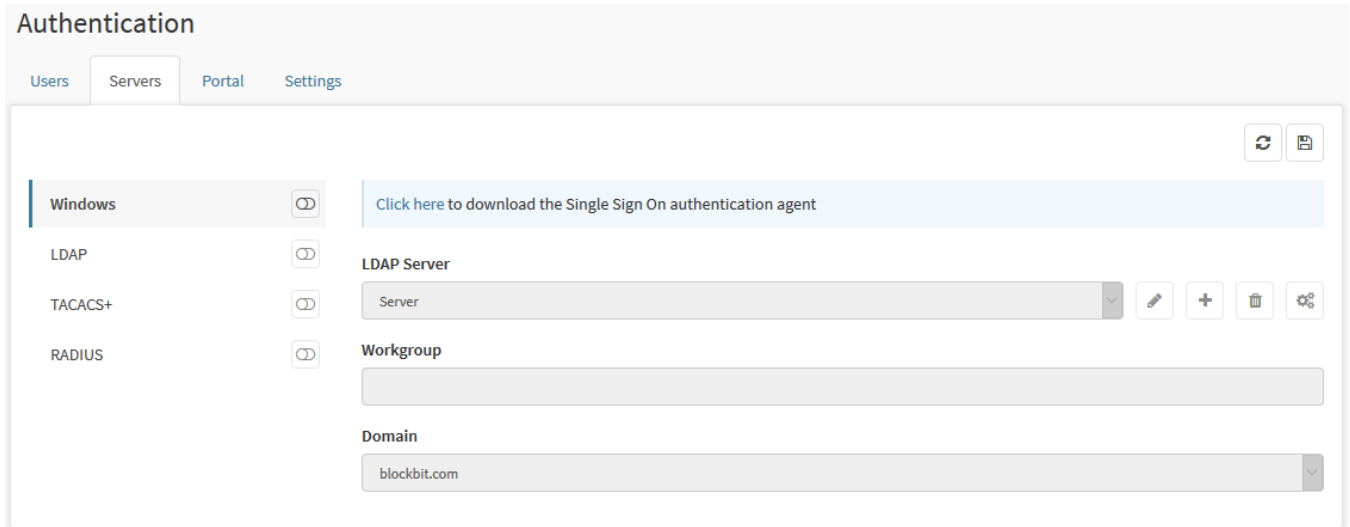 Authentication
Users Servers Portal Settings
Windows
Click here to download the Single Sign On authentication agent
LDAP
LDAP Server
TACACS+
Server
RADIUS
Workgroup
Domain
blockbit.com